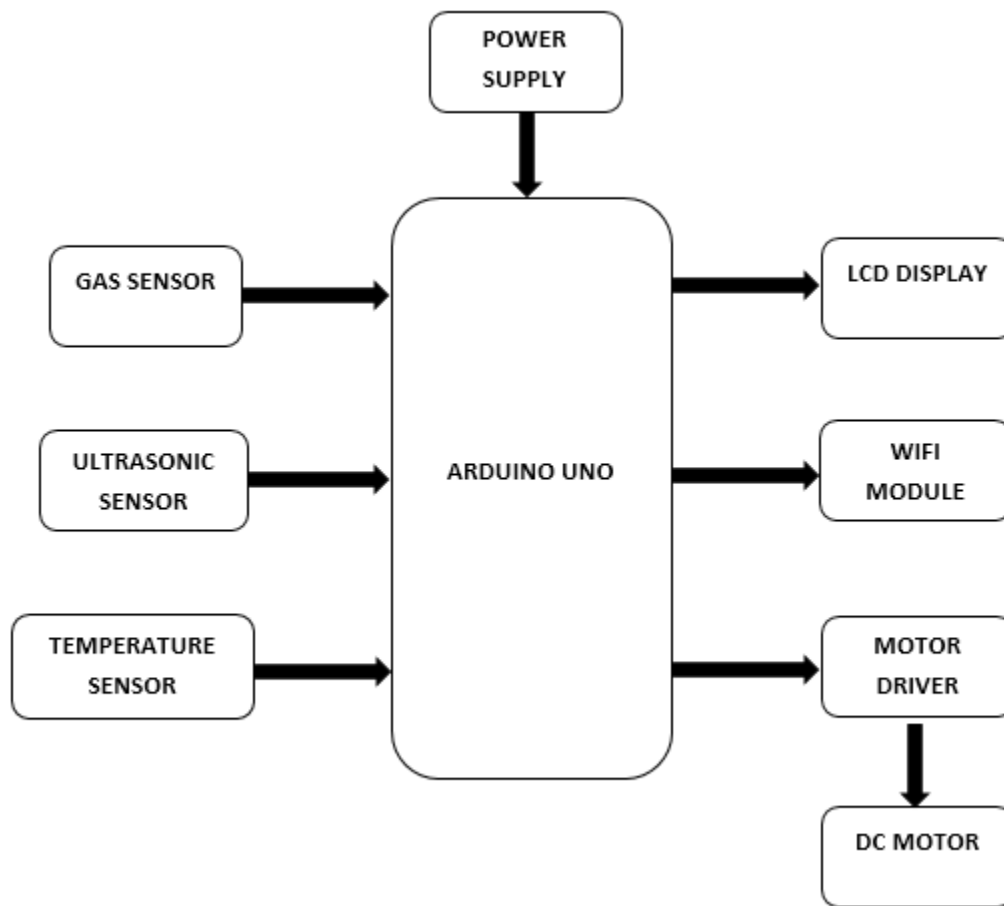 POWER
SUPPLY
GAS SENSOR
LCD DISPLAY
ULTRASONIC
SENSOR
ARDUINO UNO
WIFI
MODULE
TEMPERATURE
SENSOR
MOTOR
DRIVER
DC MOTOR